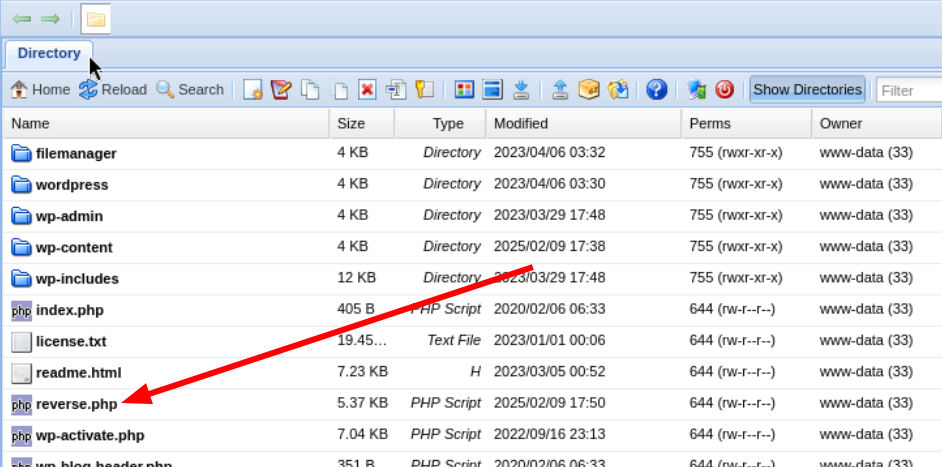 Directory
Home Reload Search Show Directories Filter
Name Size Type Modified Perms Owner
filemanager 4 KB Directory 2023/04/06 03:32 755 (rwxr-xr-x) www-data (33)
wordpress 4 KB Directory 2023/04/06 03:30 755 (rwxr-xr-x) www-data (33)
wp-admin 4 KB Directory 2023/03/29 17:48 755 (rwxr-xr-x) www-data (33)
wp-content 4 KB Directory 2025/02/09 17:38 755 (rwxr-xr-x) www-data (33)
wp-includes 12 KB Directory 2023/03/29 17:48 755 (rwxr-xr-x) www-data (33)
php index.php 405 B PHP Script 2020/02/06 06:33 644 (rw-r--r--) www-data (33)
license.txt 19.45... Text File 2023/01/01 00:06 644 (rw-r--r--) www-data (33)
readme.html 7.23 KB H 2023/03/05 00:52 644 (rw-r--r--) www-data (33)
php reverse.php 5.37 KB PHP Script 2025/02/09 17:50 644 (rw-r--r--) www-data (33)
php wp-activate.php 7.04 KB PHP Script 2022/09/16 23:13 644 (rw-r--r--) www-data (33)
php wp-blog-header.php 351 B PHP Script 2020/02/06 06:33 644 (rw-r--r--) www-data (33)